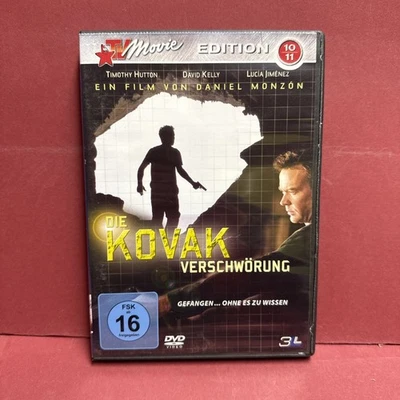 TV Movie EDITION 10 11
TIMOTHY HUTTON DAVID KELLY LUCÍA JIMÉNEZ
EIN FILM VON DANIEL MONZÓN
DIE
KOVAK
VERSCHWÖRUNG
GEFANGEN... OHNE ES ZU WISSEN
FSK
ab
16
freigegeben
DVD
VIDEO
3L